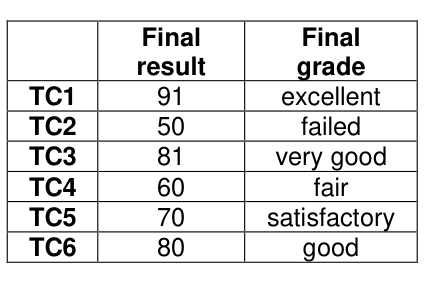 Final result Final grade
TC1 91 excellent
TC2 50 failed
TC3 81 very good
TC4 60 fair
TC5 70 satisfactory
TC6 80 good